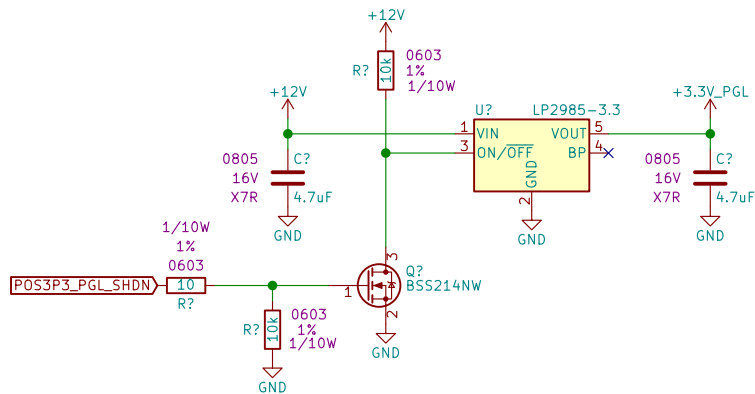 +12V
0603
R?
10k
1%
1/10W
+12V
U?
LP2985-3.3
+3.3V_PGL
1
VIN
VOUT
5
3
ON/OFF
BP
4
GND
2
0805
C?
16V
X7R
4.7uF
GND
GND
0805
C?
16V
X7R
4.7uF
GND
1/10W
1%
0603
POS3P3_PGL_SHDN
10
R?
3
Q?
BSS214NW
1
2
GND
0603
R?
10k
1%
1/10W
GND